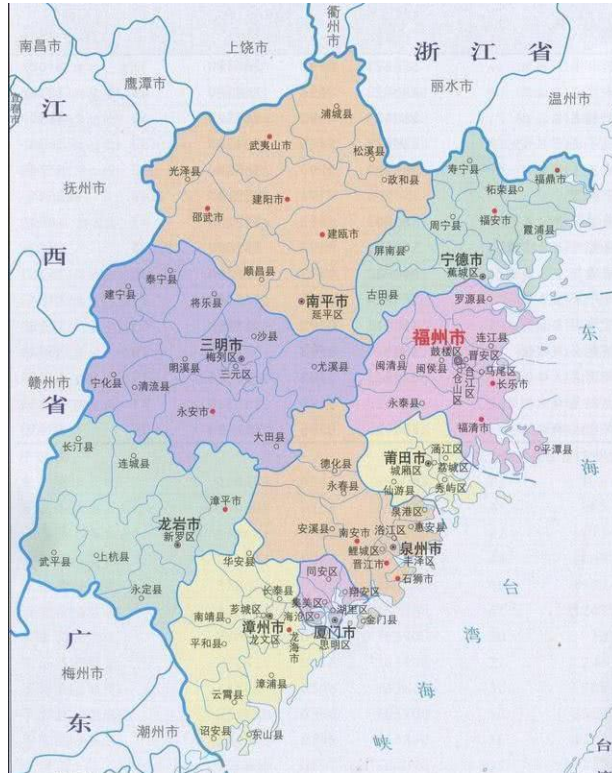 南昌市
上饶市
衢州市
浙江省
鹰潭市
丽水市
温州市
宜春市
江
浦城县
武夷山市
松溪县
寿宁县
福鼎市
光泽县
政和县
柘荣县
抚州市
建阳市
邵武市
周宁县
福安市
建瓯市
霞浦县
西
屏南县
宁德市
蕉城区
顺昌县
泰宁县
建宁县
将乐县
南平市
延平区
古田县
罗源县
东
沙县
福州市
连江县
三明市
梅列区
鼓楼区
晋安区
明溪县
三元区
尤溪县
闽清县
闽侯县
马尾区
台江区
仓山区
长乐市
赣州市
宁化县
清流县
省
永安市
永泰县
福清市
长汀县
大田县
平潭县
海
莆田市
涵江区
城厢区
荔城区
连城县
德化县
仙游县
秀屿区
永春县
漳平市
泉港区
龙岩市
新罗区
安溪县
南安市
洛江区
惠安县
鲤城区
泉州市
丰泽区
武平县
上杭县
华安县
晋江市
石狮市
同安区
台
永定县
长泰县
集美区
翔安区
南靖县
芗城区
海沧区
湖里区
金门县
广
漳州市
龙文区
龙海市
厦门市
思明区
湾
平和县
梅州市
漳浦县
海
云霄县
东
潮州市
诏安县
东山县
峡
台